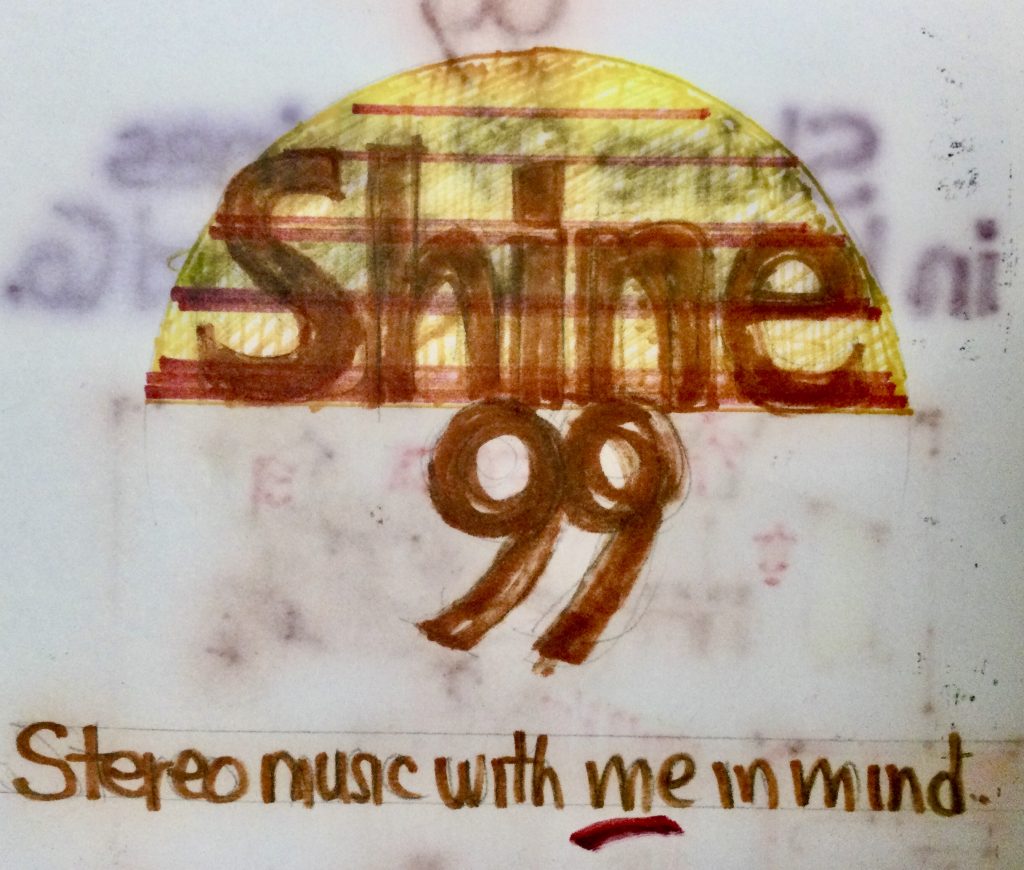 Shine
99
Stereo music with me in mind..